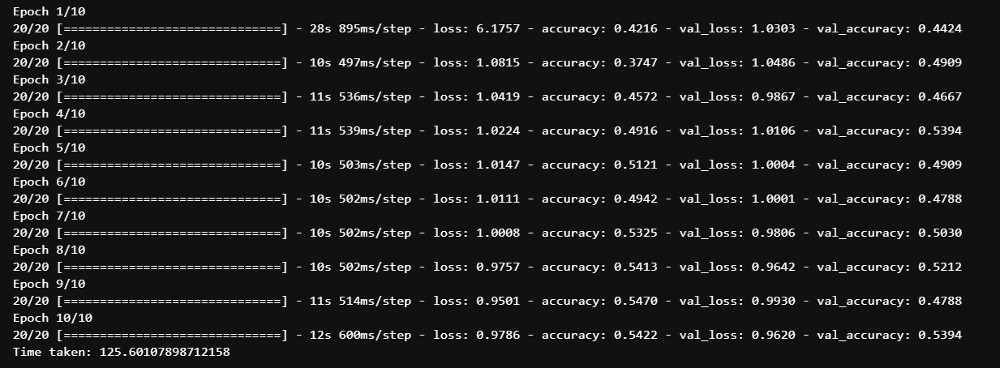 Epoch 1/10
20/20 [==============================] - 28s 895ms/step - loss: 6.1757 - accuracy: 0.4216 - val_loss: 1.0303 - val_accuracy: 0.4424
Epoch 2/10
20/20 [==============================] - 10s 497ms/step - loss: 1.0815 - accuracy: 0.3747 - val_loss: 1.0486 - val_accuracy: 0.4909
Epoch 3/10
20/20 [==============================] - 11s 536ms/step - loss: 1.0419 - accuracy: 0.4572 - val_loss: 0.9867 - val_accuracy: 0.4667
Epoch 4/10
20/20 [==============================] - 11s 539ms/step - loss: 1.0224 - accuracy: 0.4916 - val_loss: 1.0106 - val_accuracy: 0.5394
Epoch 5/10
20/20 [==============================] - 10s 503ms/step - loss: 1.0147 - accuracy: 0.5121 - val_loss: 1.0004 - val_accuracy: 0.4909
Epoch 6/10
20/20 [==============================] - 10s 502ms/step - loss: 1.0111 - accuracy: 0.4942 - val_loss: 1.0001 - val_accuracy: 0.4788
Epoch 7/10
20/20 [==============================] - 10s 502ms/step - loss: 1.0008 - accuracy: 0.5325 - val_loss: 0.9806 - val_accuracy: 0.5030
Epoch 8/10
20/20 [==============================] - 10s 502ms/step - loss: 0.9757 - accuracy: 0.5413 - val_loss: 0.9642 - val_accuracy: 0.5212
Epoch 9/10
20/20 [==============================] - 11s 514ms/step - loss: 0.9501 - accuracy: 0.5470 - val_loss: 0.9930 - val_accuracy: 0.4788
Epoch 10/10
20/20 [==============================] - 12s 600ms/step - loss: 0.9786 - accuracy: 0.5422 - val_loss: 0.9620 - val_accuracy: 0.5394
Time taken: 125.60107898712158